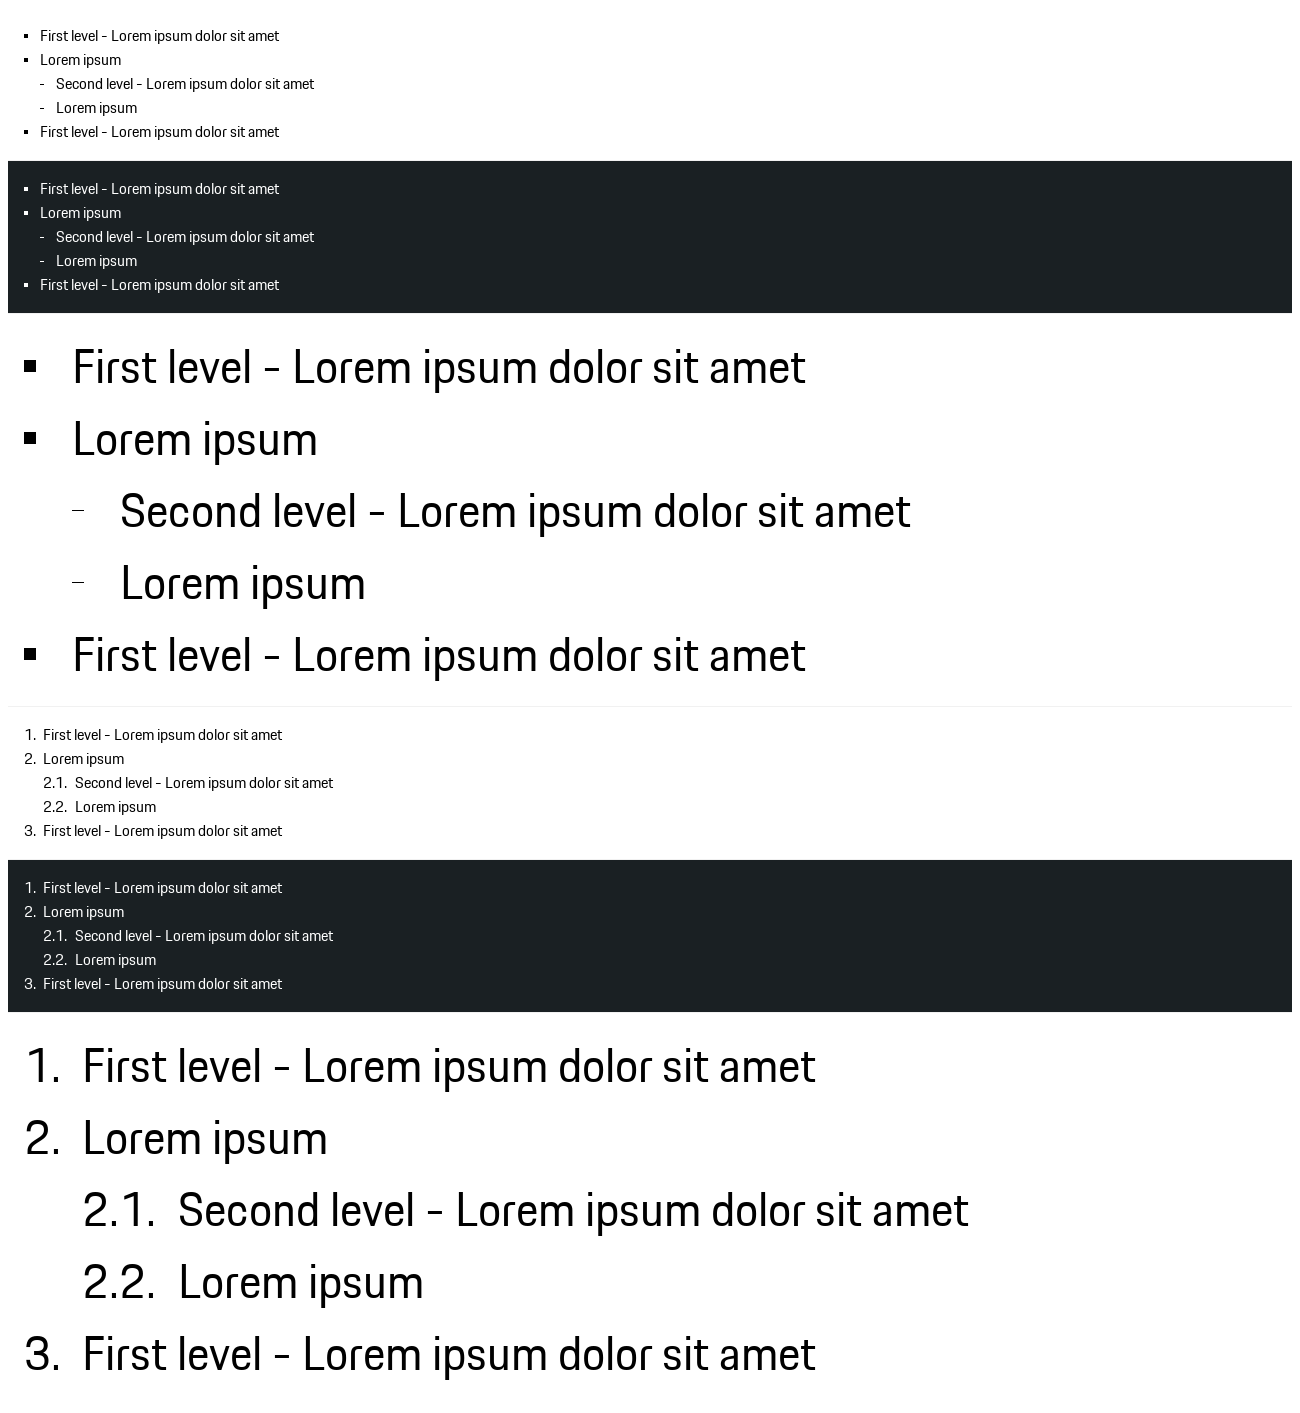 ▪ First level - Lorem ipsum dolor sit amet
▪ Lorem ipsum
- Second level - Lorem ipsum dolor sit amet
- Lorem ipsum
▪ First level - Lorem ipsum dolor sit amet
▪ First level - Lorem ipsum dolor sit amet
▪ Lorem ipsum
- Second level - Lorem ipsum dolor sit amet
- Lorem ipsum
▪ First level - Lorem ipsum dolor sit amet
▪ First level - Lorem ipsum dolor sit amet
▪ Lorem ipsum
- Second level - Lorem ipsum dolor sit amet
- Lorem ipsum
▪ First level - Lorem ipsum dolor sit amet
1. First level - Lorem ipsum dolor sit amet
2. Lorem ipsum
2.1. Second level - Lorem ipsum dolor sit amet
2.2. Lorem ipsum
3. First level - Lorem ipsum dolor sit amet
1. First level - Lorem ipsum dolor sit amet
2. Lorem ipsum
2.1. Second level - Lorem ipsum dolor sit amet
2.2. Lorem ipsum
3. First level - Lorem ipsum dolor sit amet
1. First level - Lorem ipsum dolor sit amet
2. Lorem ipsum
2.1. Second level - Lorem ipsum dolor sit amet
2.2. Lorem ipsum
3. First level - Lorem ipsum dolor sit amet